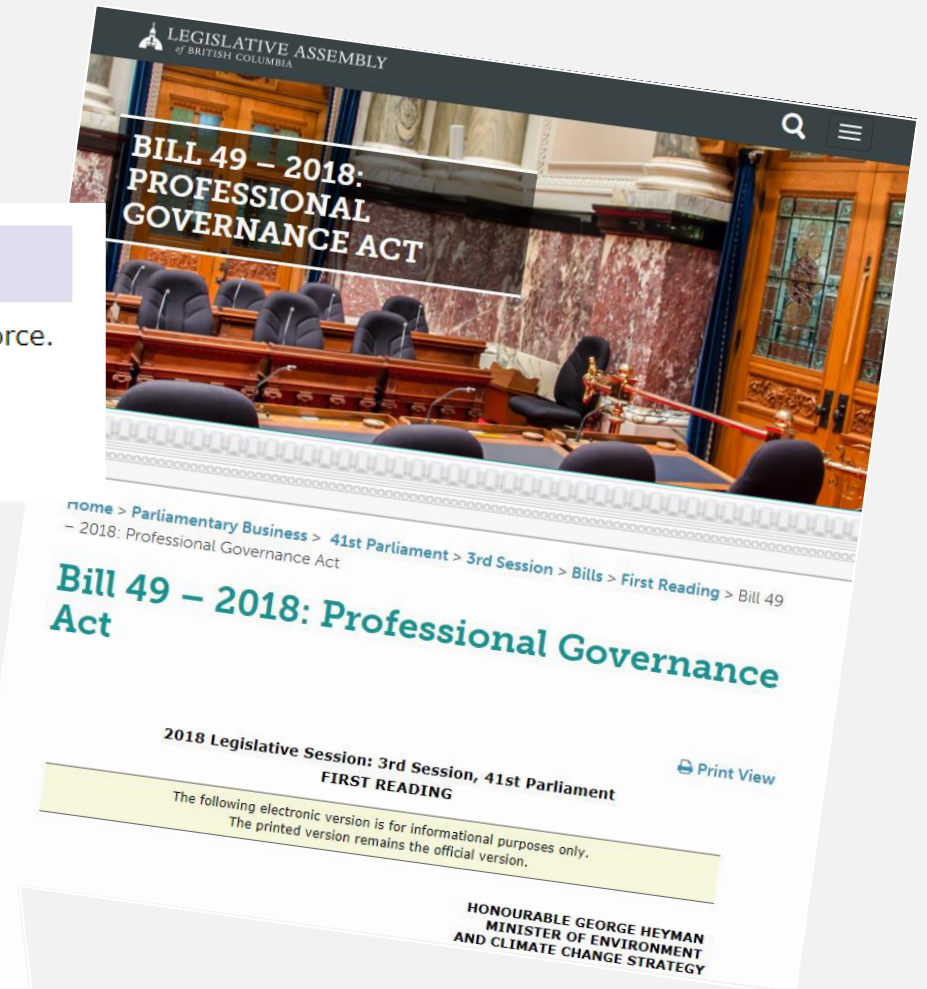 LEGISLATIVE ASSEMBLY
of BRITISH COLUMBIA
BILL 49 – 2018:
PROFESSIONAL
GOVERNANCE ACT
orce.
Home > Parliamentary Business > 41st Parliament > 3rd Session > Bills > First Reading > Bill 49
– 2018: Professional Governance Act
Bill 49 – 2018: Professional Governance
Act
Print View
2018 Legislative Session: 3rd Session, 41st Parliament
FIRST READING
The following electronic version is for informational purposes only.
The printed version remains the official version.
HONOURABLE GEORGE HEYMAN
MINISTER OF ENVIRONMENT
AND CLIMATE CHANGE STRATEGY